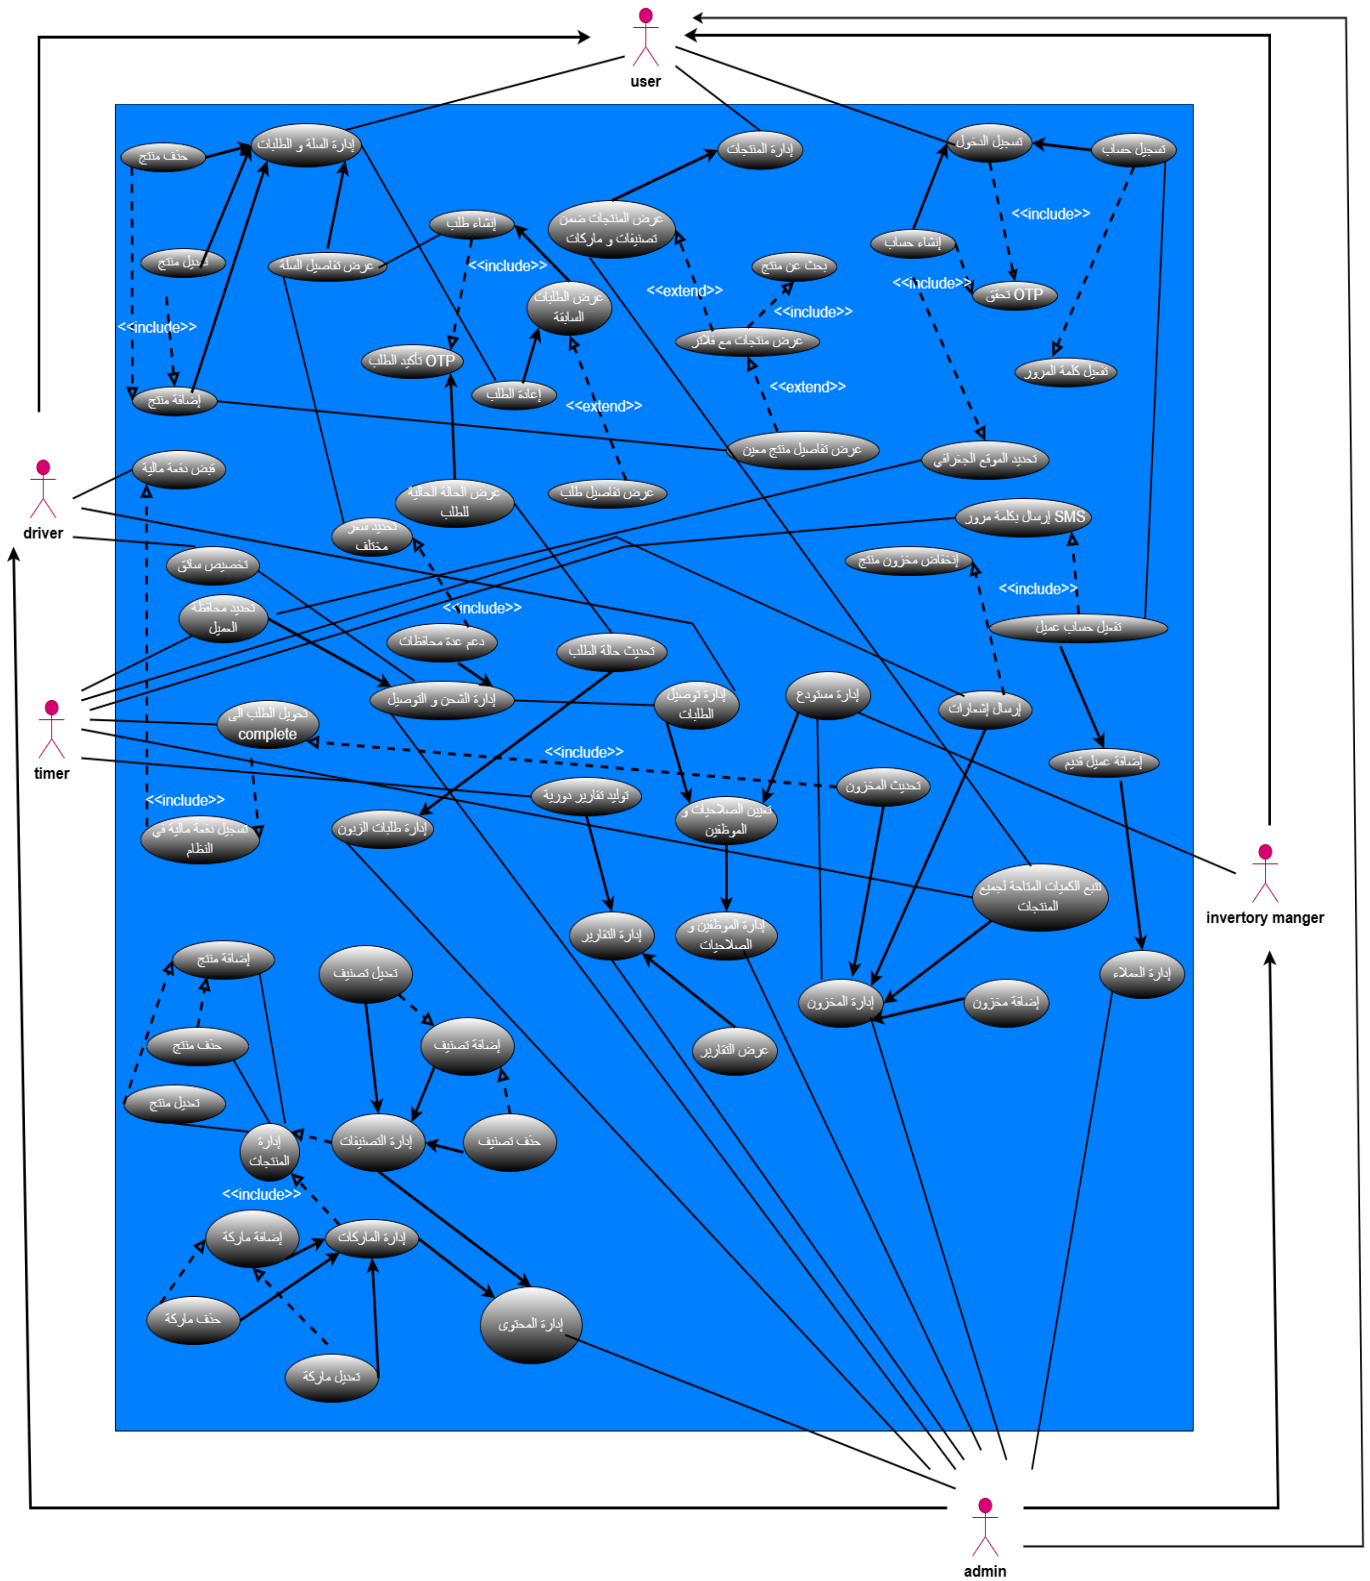 user
إدارة السلة و الطلبات
حذف منتج
إدارة المنتجات
تسجيل الدخول
تسجيل حساب
عرض المنتجات ضمن
تصنيفات و ماركات
إنشاء طلب
<<include>>
إنشاء حساب
تعديل منتج
عرض تفاصيل السلة
<<include>>
بحث عن منتج
<<include>>
<<extend>>
عرض الطلبات
السابقة
OTP تحقق
<<include>>
<<include>>
عرض منتجات مع فلاتر
OTP تأكيد الطلب
تفعيل كلمة المرور
<<extend>>
إعادة الطلب
إضافة منتج
<<extend>>
عرض تفاصيل منتج معين
تحديد الموقع الجغرافي
قبض دفعة مالية
عرض تفاصيل طلب
عرض الحالة الحالية
للطلب
driver
SMS إرسال بكلمة مرور
تحديد سعر
مختلف
إنخفاض مخزون منتج
تخصيص سائق
<<include>>
تحديد محافظة
العميل
<<include>>
تفعيل حساب عميل
دعم عدة محافظات
تحديث حالة الطلب
إدارة الشحن و التوصيل
إدارة توصيل
الطلبات
إدارة مستودع
إرسال إشعارات
تحويل الطلب الى
complete
<<include>>
إضافة عميل قديم
timer
تحديث المخزون
توليد تقارير دورية
<<include>>
تعيين الصلاحيات و
الموظفين
إدارة طلبات الزبون
تسجيل دفعة مالية في
النظام
تتبع الكميات المتاحة لجميع
المنتجات
invertory manger
إدارة التقارير
إدارة الموظفين و
الصلاحيات
إضافة منتج
تعديل تصنيف
إدارة العملاء
إدارة المخزون
إضافة مخزون
حذف منتج
إضافة تصنيف
عرض التقارير
تعديل منتج
إدارة
المنتجات
إدارة التصنيفات
حذف تصنيف
<<include>>
إضافة ماركة
إدارة الماركات
حذف ماركة
إدارة المحتوى
تعديل ماركة
admin